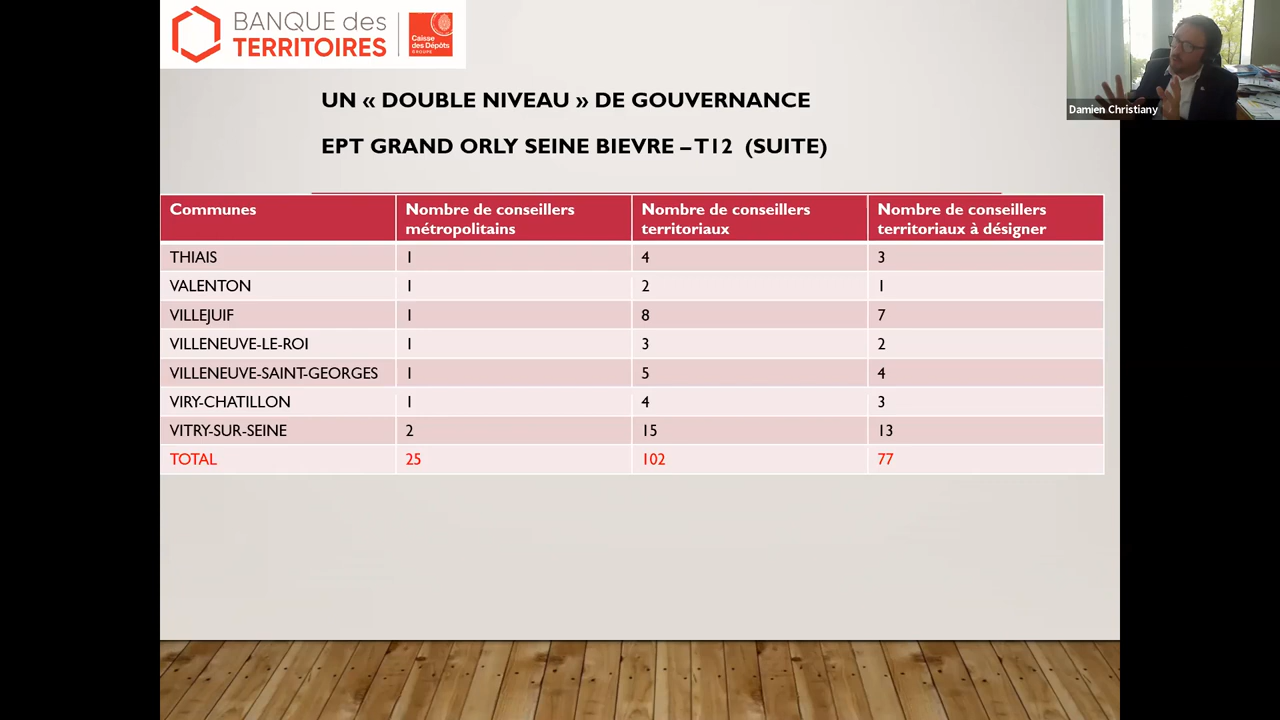 BANQUE des
TERRITOIRES
Caisse
des Dépôts
GROUPE
Damien Christiany
UN « DOUBLE NIVEAU » DE GOUVERNANCE
EPT GRAND ORLY SEINE BIEVRE – T12 (SUITE)
Communes
Nombre de conseillers métropolitains
Nombre de conseillers territoriaux
Nombre de conseillers territoriaux à désigner
THIAIS 1 4 3
VALENTON 1 2 1
VILLEJUIF 1 8 7
VILLENEUVE-LE-ROI 1 3 2
VILLENEUVE-SAINT-GEORGES 1 5 4
VIRY-CHATILLON 1 4 3
VITRY-SUR-SEINE 2 15 13
TOTAL 25 102 77